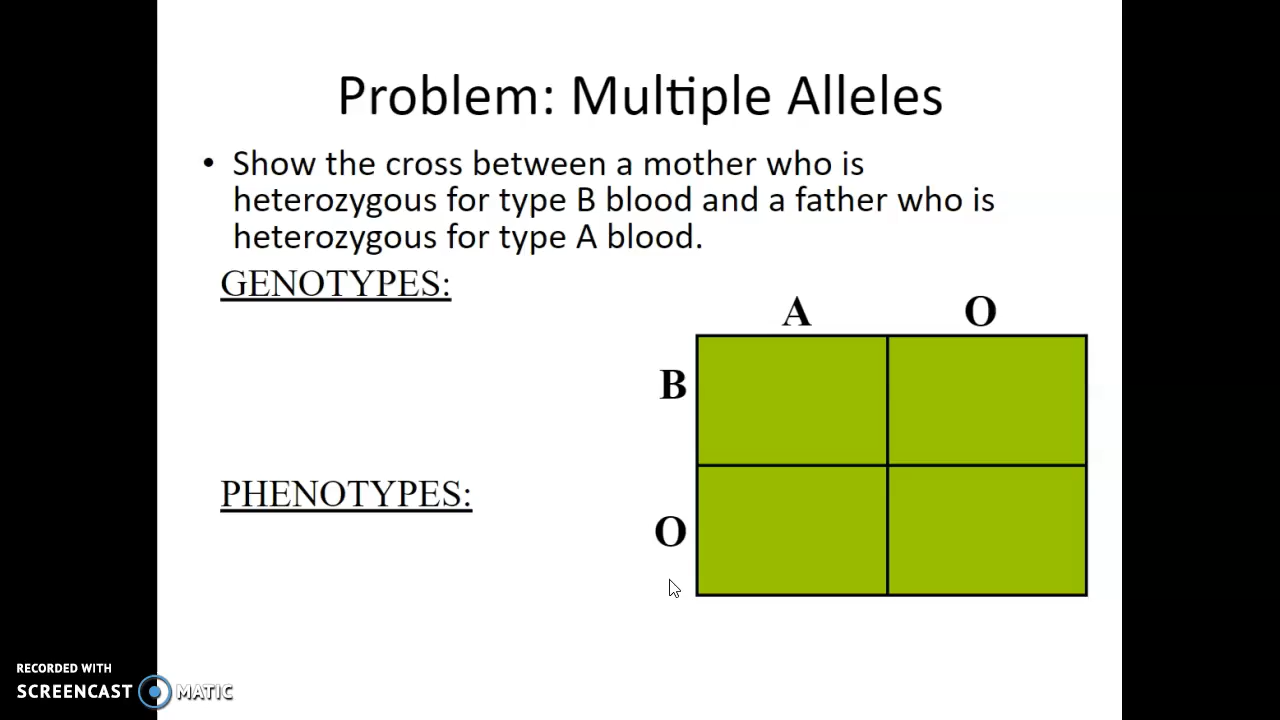 Problem: Multiple Alleles
• Show the cross between a mother who is
heterozygous for type B blood and a father who is
heterozygous for type A blood.
GENOTYPES:
A O
B
PHENOTYPES:
O
RECORDED WITH
SCREENCAST MATIC